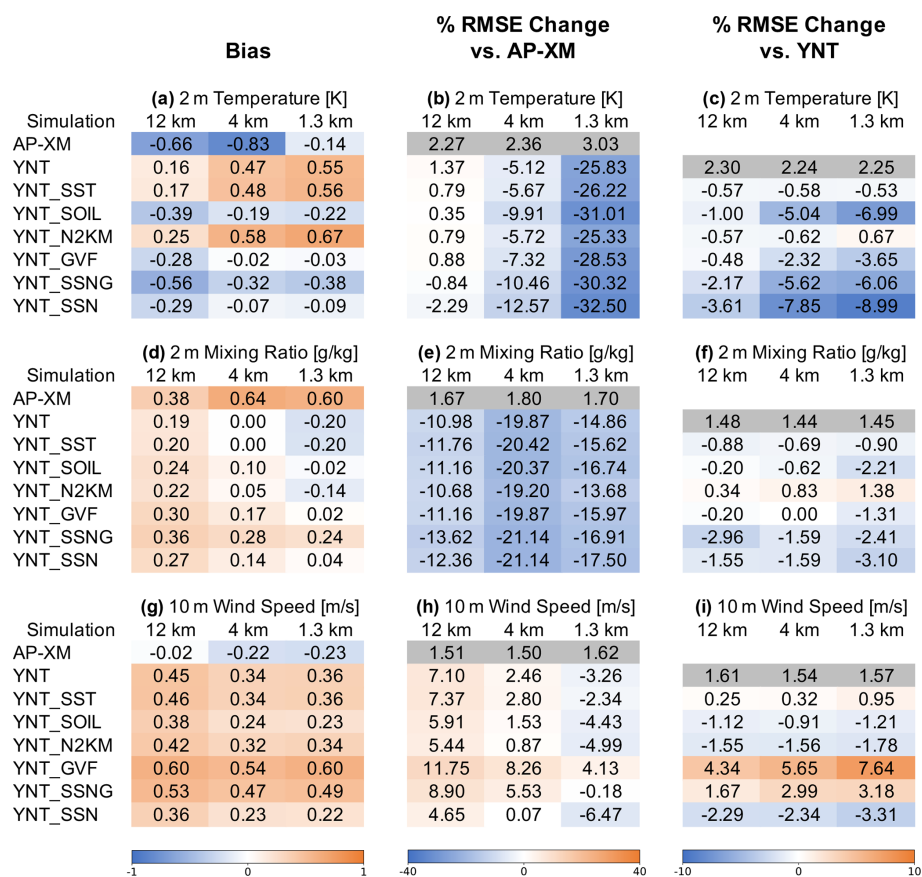 Bias
% RMSE Change
vs. AP-XM
% RMSE Change
vs. YNT
(a) 2 m Temperature [K]
(b) 2 m Temperature [K]
(c) 2 m Temperature [K]
Simulation 12 km 4 km 1.3 km 12 km 4 km 1.3 km 12 km 4 km 1.3 km
AP-XM -0.66 -0.83 -0.14 2.27 2.36 3.03
YNT 0.16 0.47 0.55 1.37 -5.12 -25.83 2.30 2.24 2.25
YNT_SST 0.17 0.48 0.56 0.79 -5.67 -26.22 -0.57 -0.58 -0.53
YNT_SOIL -0.39 -0.19 -0.22 0.35 -9.91 -31.01 -1.00 -5.04 -6.99
YNT_N2KM 0.25 0.58 0.67 0.79 -5.72 -25.33 -0.57 -0.62 0.67
YNT_GVF -0.28 -0.02 -0.03 0.88 -7.32 -28.53 -0.48 -2.32 -3.65
YNT_SSNG -0.56 -0.32 -0.38 -0.84 -10.46 -30.32 -2.17 -5.62 -6.06
YNT_SSN -0.29 -0.07 -0.09 -2.29 -12.57 -32.50 -3.61 -7.85 -8.99
(d) 2 m Mixing Ratio [g/kg]
(e) 2 m Mixing Ratio [g/kg]
(f) 2 m Mixing Ratio [g/kg]
Simulation 12 km 4 km 1.3 km 12 km 4 km 1.3 km 12 km 4 km 1.3 km
AP-XM 0.38 0.64 0.60 1.67 1.80 1.70
YNT 0.19 0.00 -0.20 -10.98 -19.87 -14.86 1.48 1.44 1.45
YNT_SST 0.20 0.00 -0.20 -11.76 -20.42 -15.62 -0.88 -0.69 -0.90
YNT_SOIL 0.24 0.10 -0.02 -11.16 -20.37 -16.74 -0.20 -0.62 -2.21
YNT_N2KM 0.22 0.05 -0.14 -10.68 -19.20 -13.68 0.34 0.83 1.38
YNT_GVF 0.30 0.17 0.02 -11.16 -19.87 -15.97 -0.20 0.00 -1.31
YNT_SSNG 0.36 0.28 0.24 -13.62 -21.14 -16.91 -2.96 -1.59 -2.41
YNT_SSN 0.27 0.14 0.04 -12.36 -21.14 -17.50 -1.55 -1.59 -3.10
(g) 10 m Wind Speed [m/s]
(h) 10 m Wind Speed [m/s]
(i) 10 m Wind Speed [m/s]
Simulation 12 km 4 km 1.3 km 12 km 4 km 1.3 km 12 km 4 km 1.3 km
AP-XM -0.02 -0.22 -0.23 1.51 1.50 1.62
YNT 0.45 0.34 0.36 7.10 2.46 -3.26 1.61 1.54 1.57
YNT_SST 0.46 0.34 0.36 7.37 2.80 -2.34 0.25 0.32 0.95
YNT_SOIL 0.38 0.24 0.23 5.91 1.53 -4.43 -1.12 -0.91 -1.21
YNT_N2KM 0.42 0.32 0.34 5.44 0.87 -4.99 -1.55 -1.56 -1.78
YNT_GVF 0.60 0.54 0.60 11.75 8.26 4.13 4.34 5.65 7.64
YNT_SSNG 0.53 0.47 0.49 8.90 5.53 -0.18 1.67 2.99 3.18
YNT_SSN 0.36 0.23 0.22 4.65 0.07 -6.47 -2.29 -2.34 -3.31
-1 0 1 -40 0 40 -10 0 10